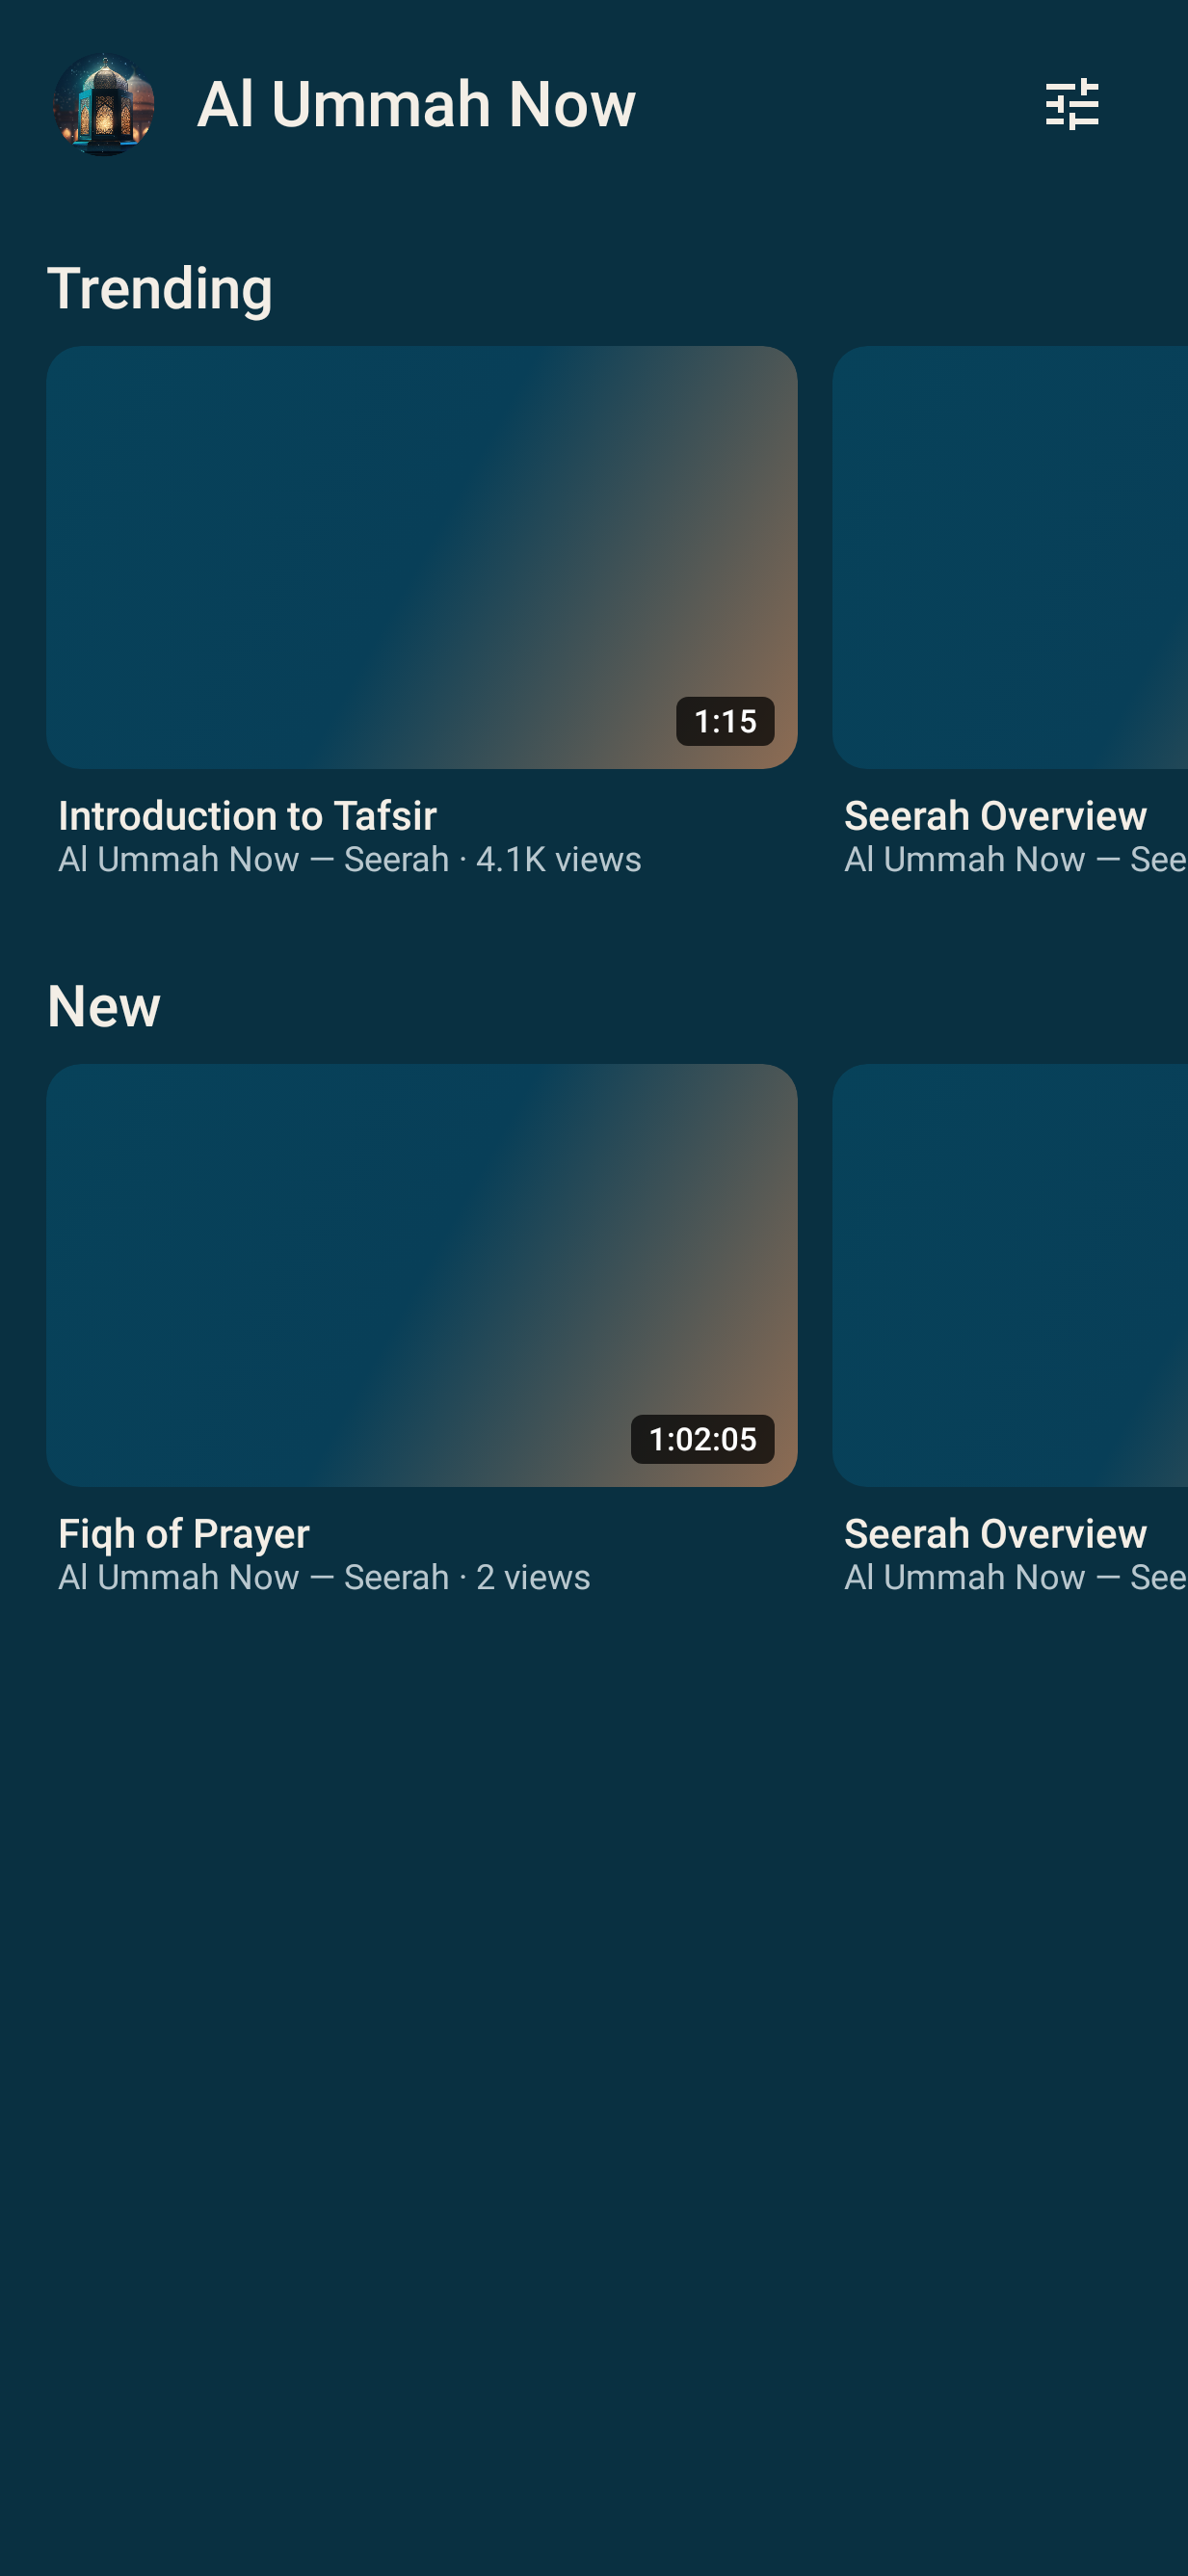 Al Ummah Now
Trending
1:15
Introduction to Tafsir
Al Ummah Now — Seerah · 4.1K views
Seerah Overview
Al Ummah Now — See
New
1:02:05
Fiqh of Prayer
Al Ummah Now — Seerah · 2 views
Seerah Overview
Al Ummah Now — See